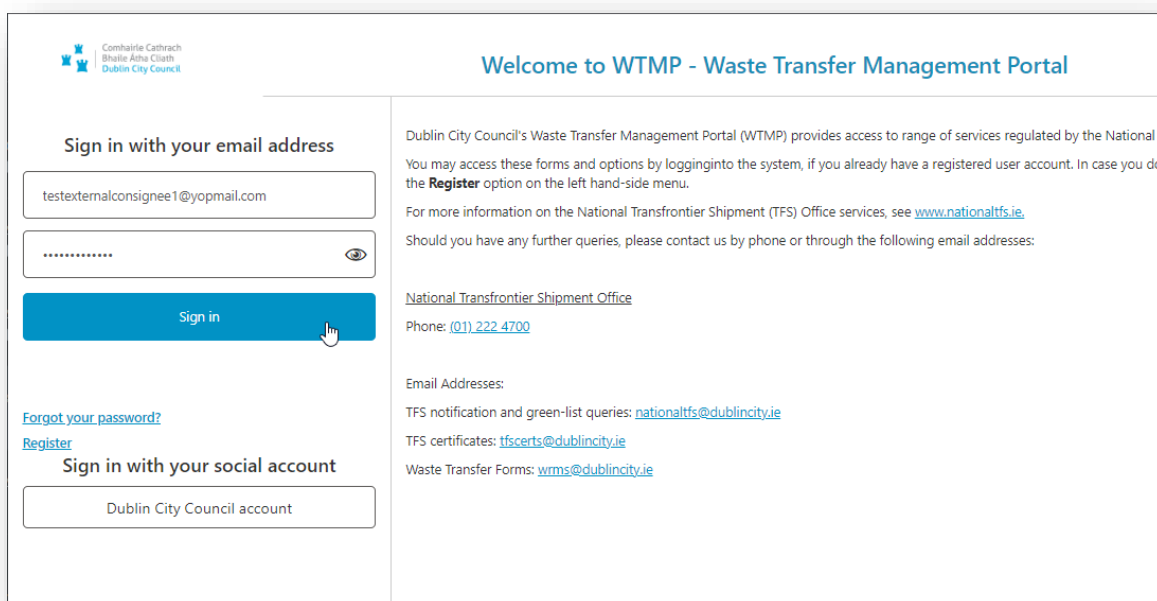 Comhairle Cathrach
Bhaile Átha Cliath
Dublin City Council
Welcome to WTMP - Waste Transfer Management Portal
Sign in with your email address
testexternalconsignee1@yopmail.com
•••••••••••••
Sign in
Forgot your password?
Register
Sign in with your social account
Dublin City Council account
Dublin City Council's Waste Transfer Management Portal (WTMP) provides access to range of services regulated by the National
You may access these forms and options by logginginto the system, if you already have a registered user account. In case you do
the Register option on the left hand-side menu.
For more information on the National Transfrontier Shipment (TFS) Office services, see www.nationaltfs.ie.
Should you have any further queries, please contact us by phone or through the following email addresses:
National Transfrontier Shipment Office
Phone: (01) 222 4700
Email Addresses:
TFS notification and green-list queries: nationaltfs@dublincity.ie
TFS certificates: tfscerts@dublincity.ie
Waste Transfer Forms: wrms@dublincity.ie